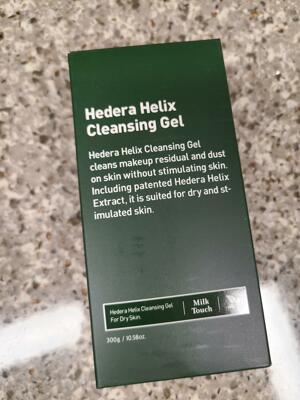 Hedera Helix
Cleansing Gel
Hedera Helix Cleansing Gel
cleans makeup residual and dust
on skin without stimulating skin.
Including patented Hedera Helix
Extract, it is suited for dry and st-
imulated skin.
Hedera Helix Cleansing Gel
For Dry Skin.
Milk
Touch
300g / 10.58oz.